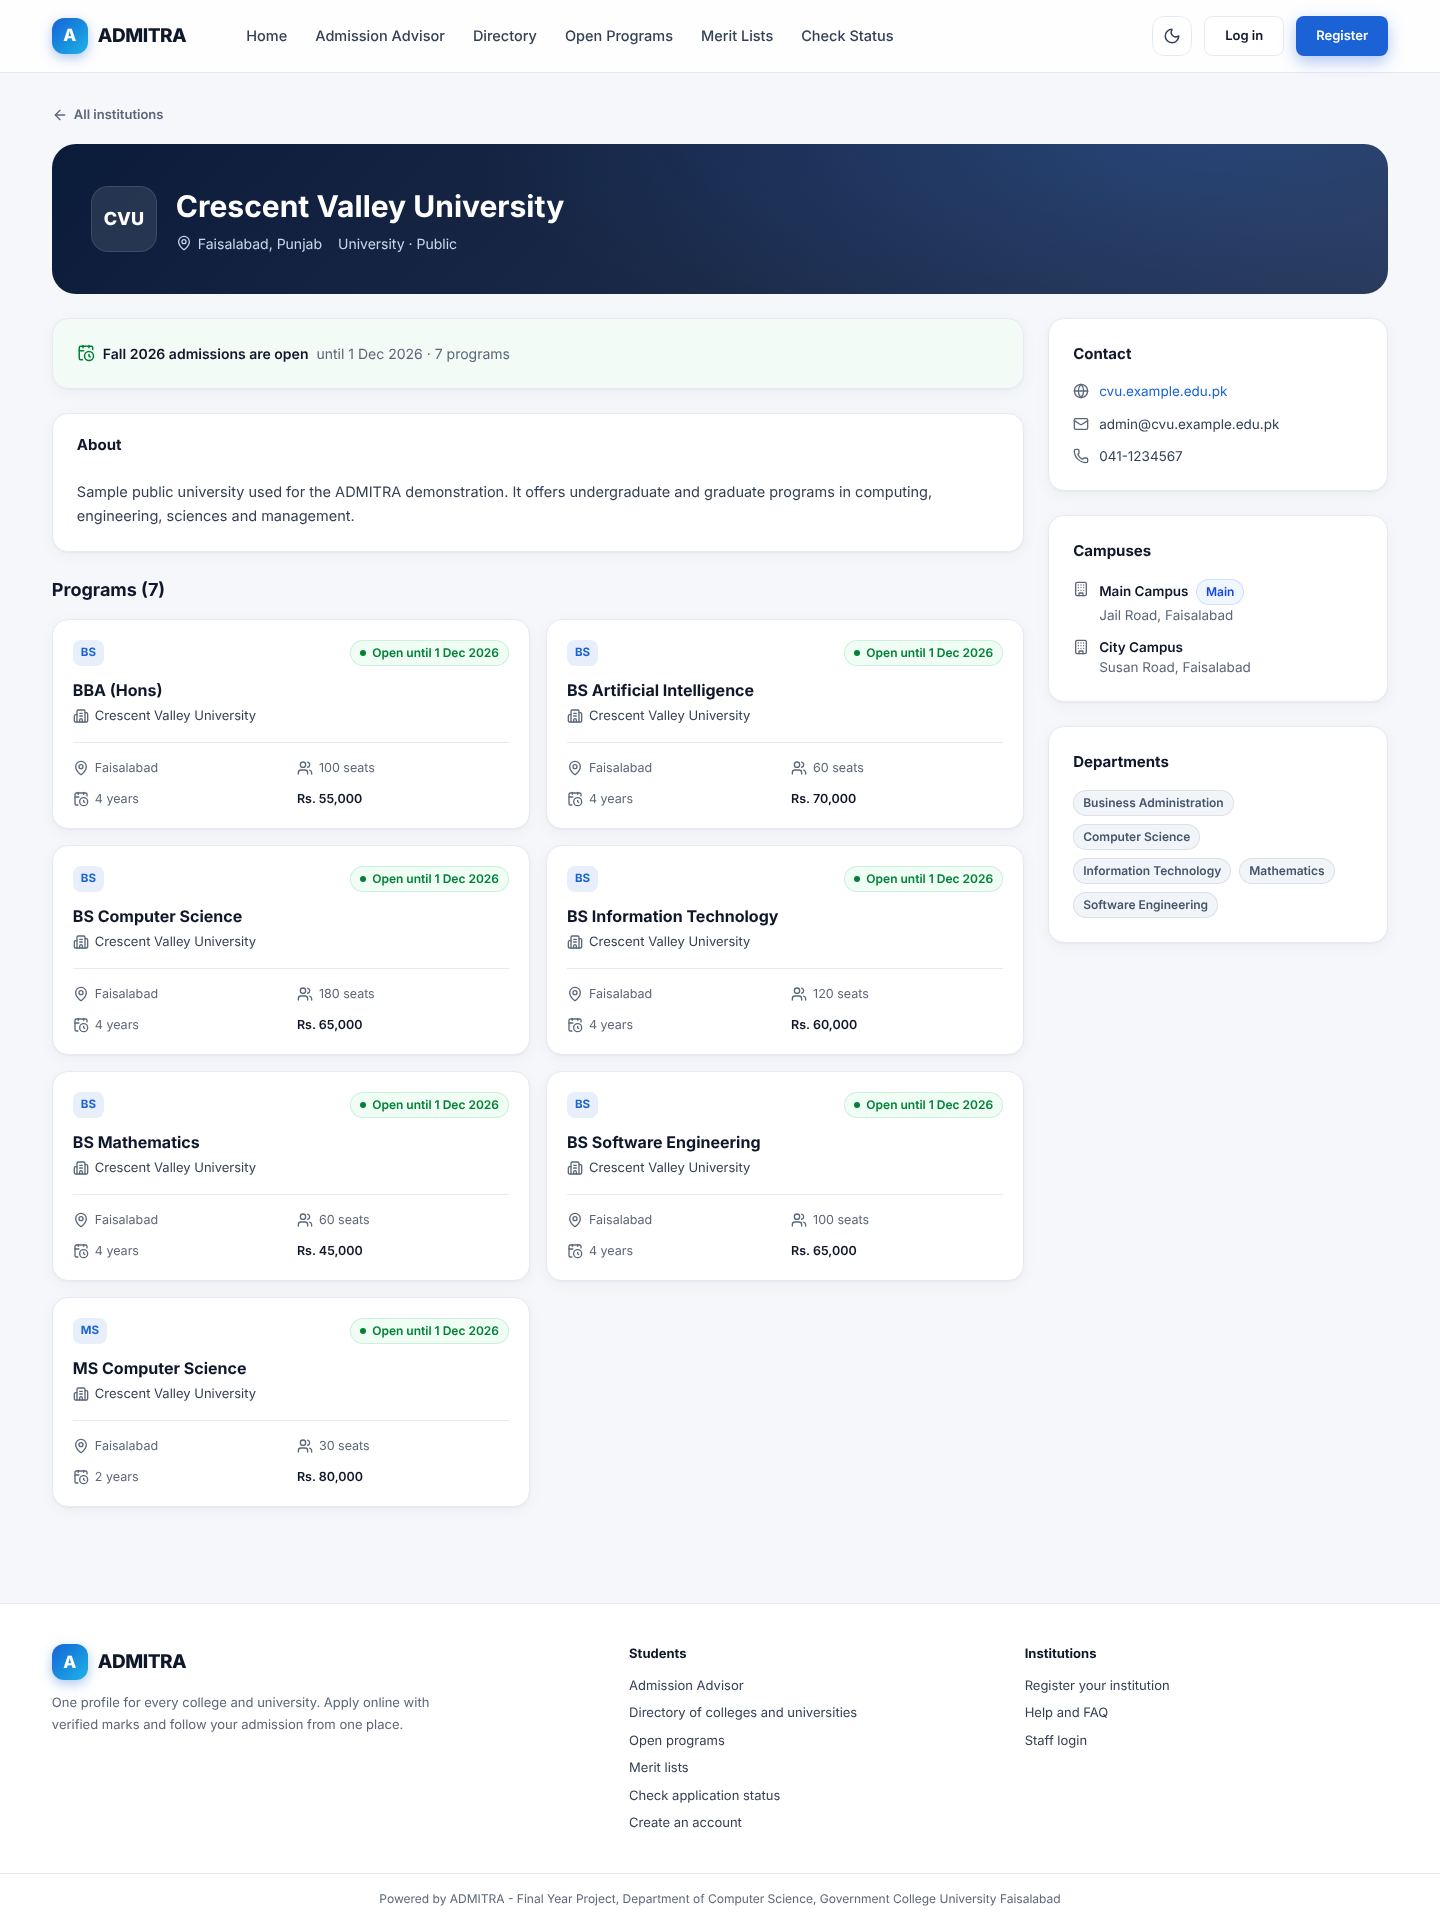 A ADMITRA Home Admission Advisor Directory Open Programs Merit Lists Check Status Log in Register
All institutions
CVU
Crescent Valley University
Faisalabad, Punjab University · Public
Fall 2026 admissions are open until 1 Dec 2026 · 7 programs
About
Sample public university used for the ADMITRA demonstration. It offers undergraduate and graduate programs in computing,
engineering, sciences and management.
Programs (7)
BS Open until 1 Dec 2026
BBA (Hons)
Crescent Valley University
Faisalabad 100 seats
4 years Rs. 55,000
BS Open until 1 Dec 2026
BS Artificial Intelligence
Crescent Valley University
Faisalabad 60 seats
4 years Rs. 70,000
BS Open until 1 Dec 2026
BS Computer Science
Crescent Valley University
Faisalabad 180 seats
4 years Rs. 65,000
BS Open until 1 Dec 2026
BS Information Technology
Crescent Valley University
Faisalabad 120 seats
4 years Rs. 60,000
BS Open until 1 Dec 2026
BS Mathematics
Crescent Valley University
Faisalabad 60 seats
4 years Rs. 45,000
BS Open until 1 Dec 2026
BS Software Engineering
Crescent Valley University
Faisalabad 100 seats
4 years Rs. 65,000
MS Open until 1 Dec 2026
MS Computer Science
Crescent Valley University
Faisalabad 30 seats
2 years Rs. 80,000
Contact
cvu.example.edu.pk
admin@cvu.example.edu.pk
041-1234567
Campuses
Main Campus Main
Jail Road, Faisalabad
City Campus
Susan Road, Faisalabad
Departments
Business Administration
Computer Science
Information Technology Mathematics
Software Engineering
A ADMITRA
One profile for every college and university. Apply online with
verified marks and follow your admission from one place.
Students
Admission Advisor
Directory of colleges and universities
Open programs
Merit lists
Check application status
Create an account
Institutions
Register your institution
Help and FAQ
Staff login
Powered by ADMITRA - Final Year Project, Department of Computer Science, Government College University Faisalabad